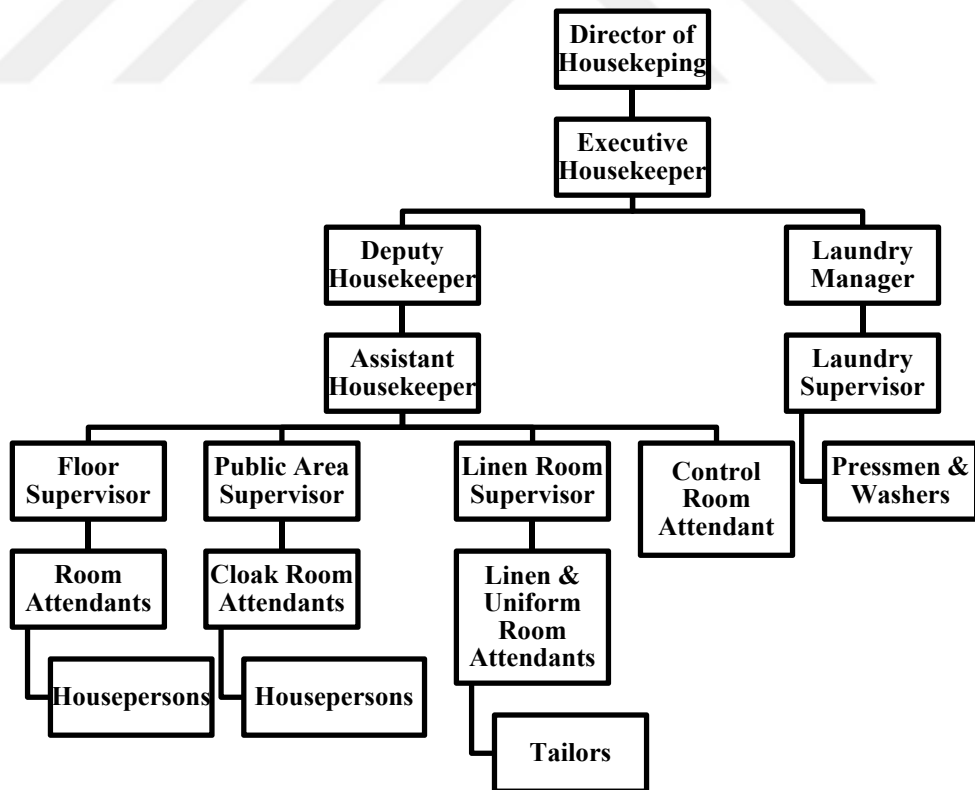 Director of
Housekeping
Executive
Housekeeper
Deputy
Housekeeper
Laundry
Manager
Assistant
Housekeeper
Laundry
Supervisor
Floor
Supervisor
Public Area
Supervisor
Linen Room
Supervisor
Control
Room
Attendant
Pressmen &
Washers
Room
Attendants
Cloak Room
Attendants
Linen &
Uniform
Room
Attendants
Housepersons
Housepersons
Tailors